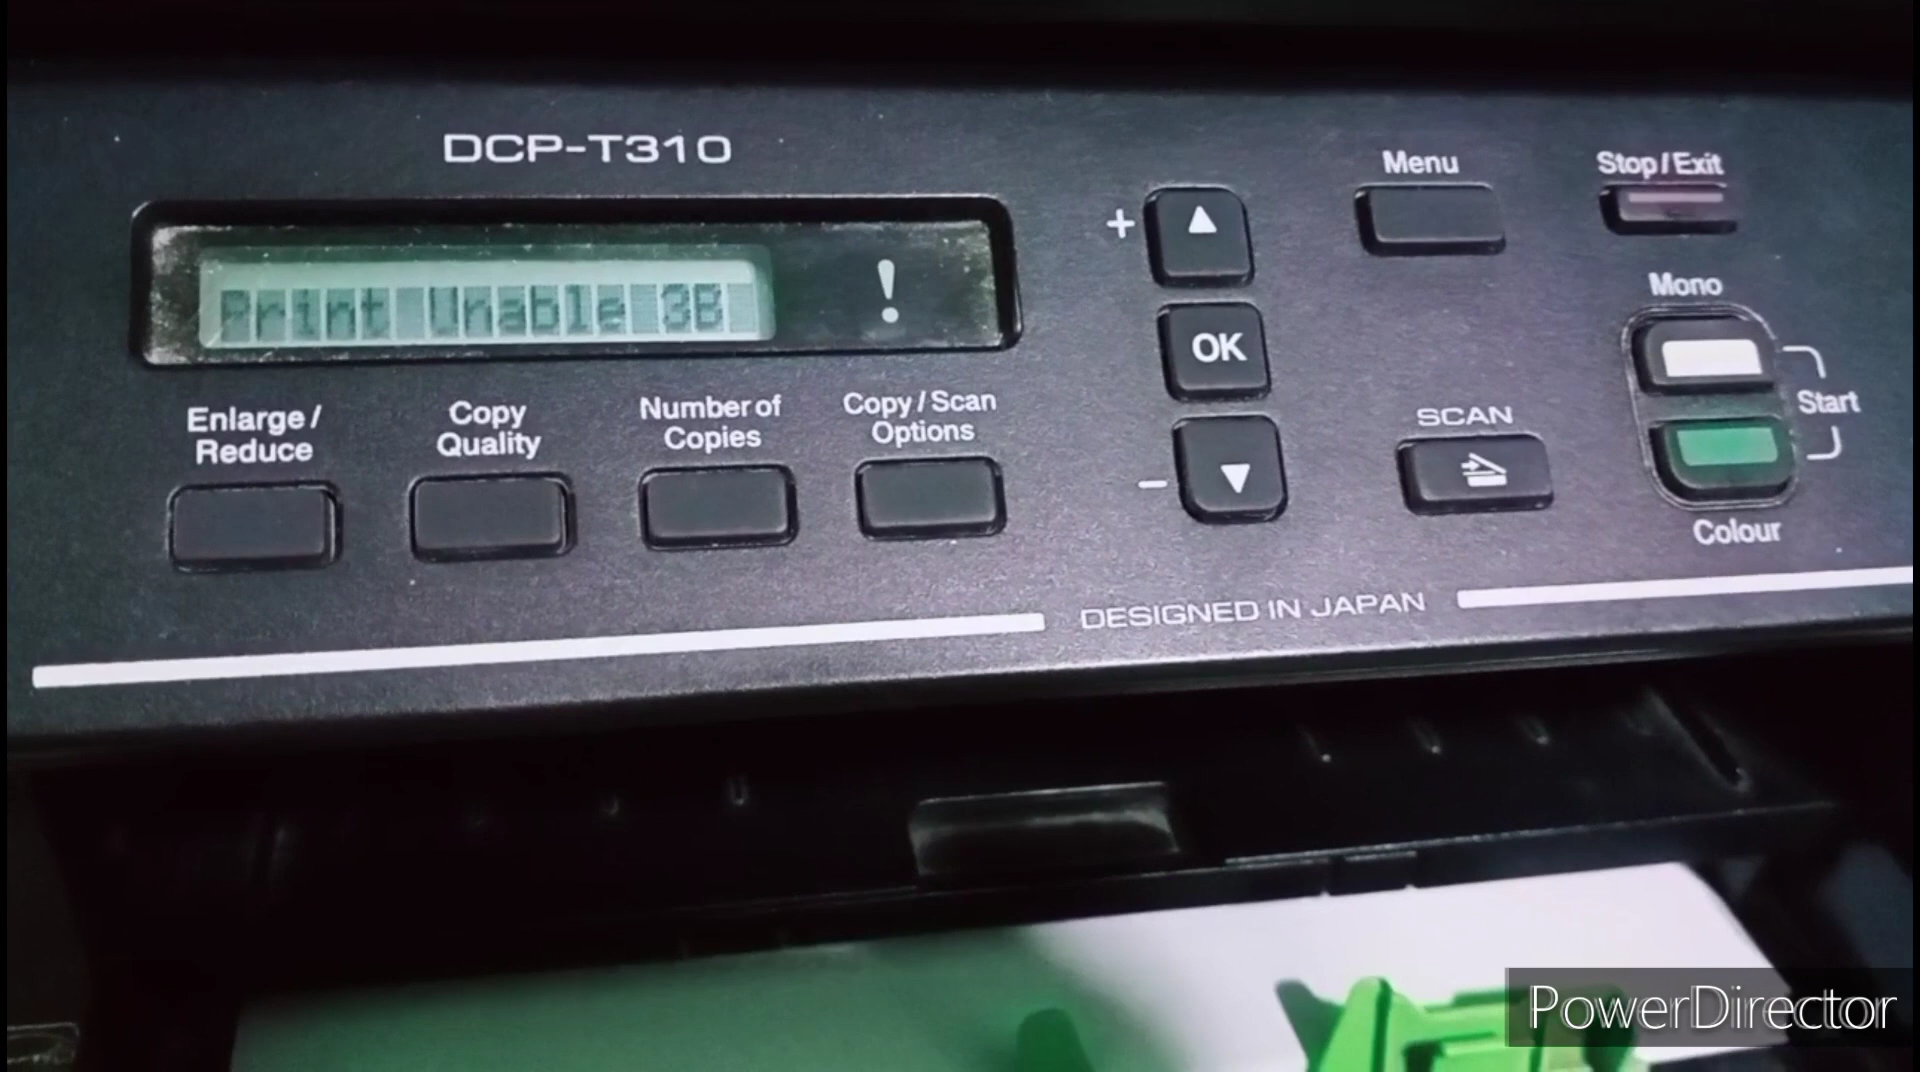 DCP-T310
Print Unable 3B
Enlarge /
Reduce
Copy
Quality
Number of
Copies
Copy / Scan
Options
+
OK
-
Menu
Stop / Exit
Mono
Start
SCAN
Colour
DESIGNED IN JAPAN
PowerDirector